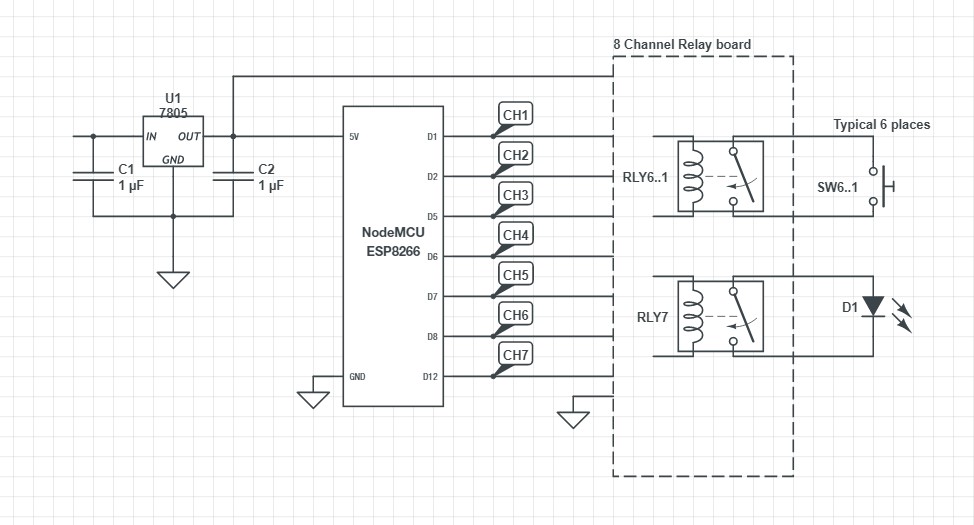 8 Channel Relay board
U1
7805
IN
OUT
GND
C1
1 µF
C2
1 µF
5V
GND
NodeMCU
ESP8266
D1
D2
D5
D6
D7
D8
D12
CH1
CH2
CH3
CH4
CH5
CH6
CH7
Typical 6 places
RLY6..1
SW6..1
RLY7
D1